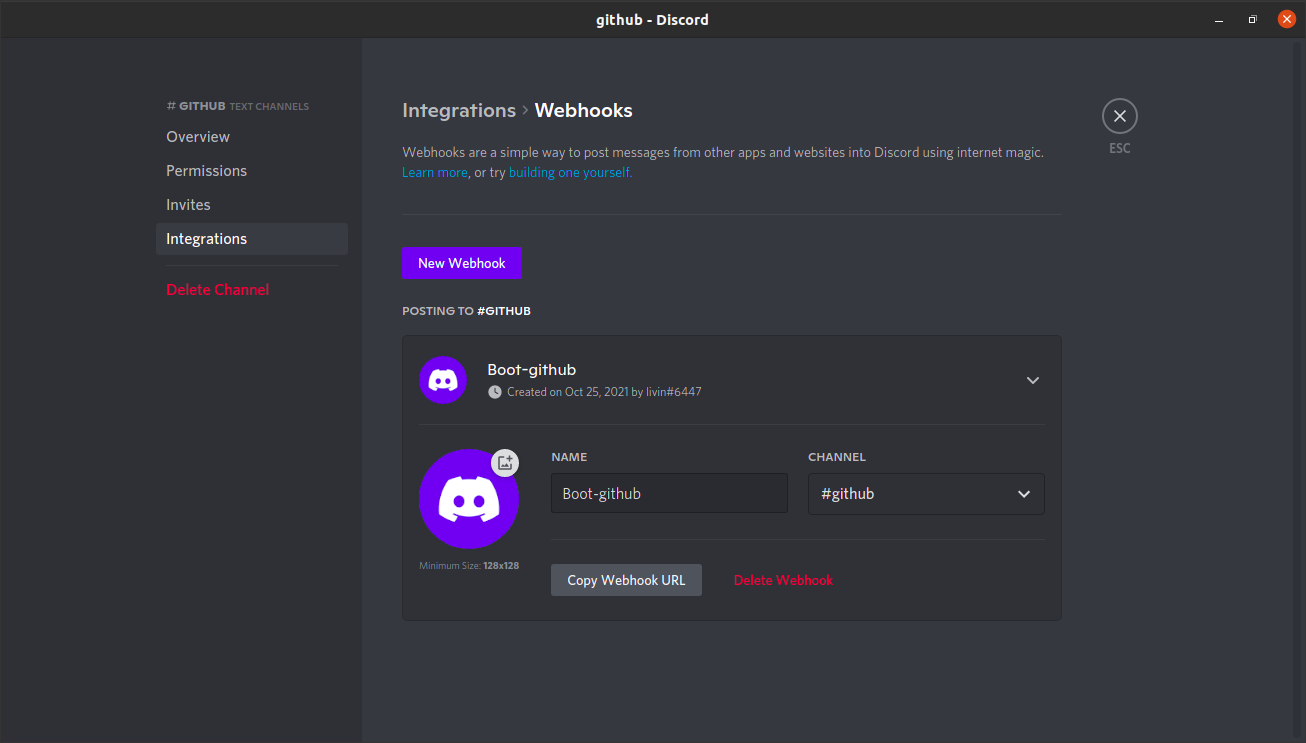 github - Discord
# GITHUB TEXT CHANNELS
Overview
Permissions
Invites
Integrations
Delete Channel
Integrations > Webhooks
ESC
Webhooks are a simple way to post messages from other apps and websites into Discord using internet magic.
Learn more, or try building one yourself.
New Webhook
POSTING TO #GITHUB
Boot-github
Created on Oct 25, 2021 by livin#6447
NAME
CHANNEL
Boot-github
#github
Minimum Size: 128x128
Copy Webhook URL
Delete Webhook